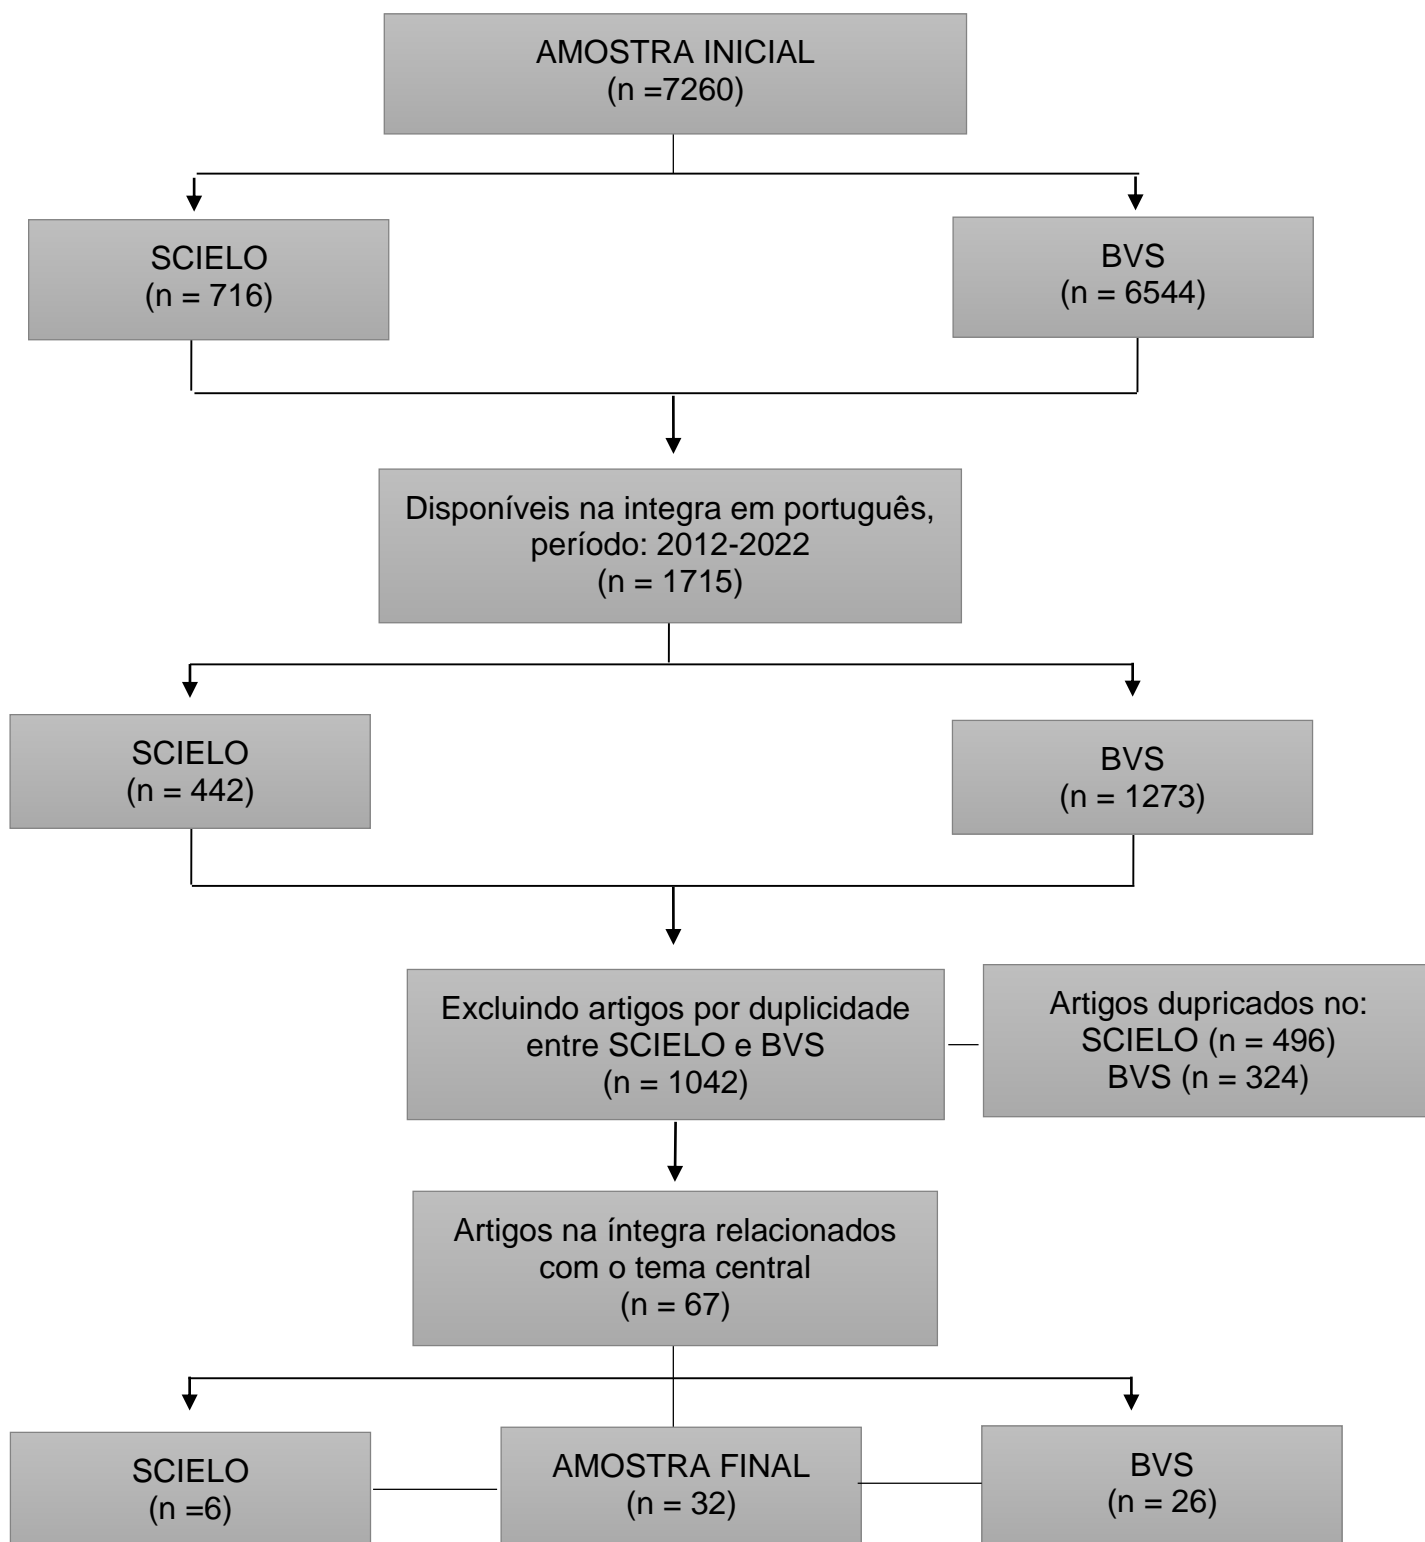 AMOSTRA INICIAL
(n =7260)
SCIELO
(n = 716)
BVS
(n = 6544)
Disponíveis na integra em português,
período: 2012-2022
(n = 1715)
SCIELO
(n = 442)
BVS
(n = 1273)
Excluindo artigos por duplicidade
entre SCIELO e BVS
(n = 1042)
Artigos dupricados no:
SCIELO (n = 496)
BVS (n = 324)
Artigos na íntegra relacionados
com o tema central
(n = 67)
SCIELO
(n =6)
AMOSTRA FINAL
(n = 32)
BVS
(n = 26)